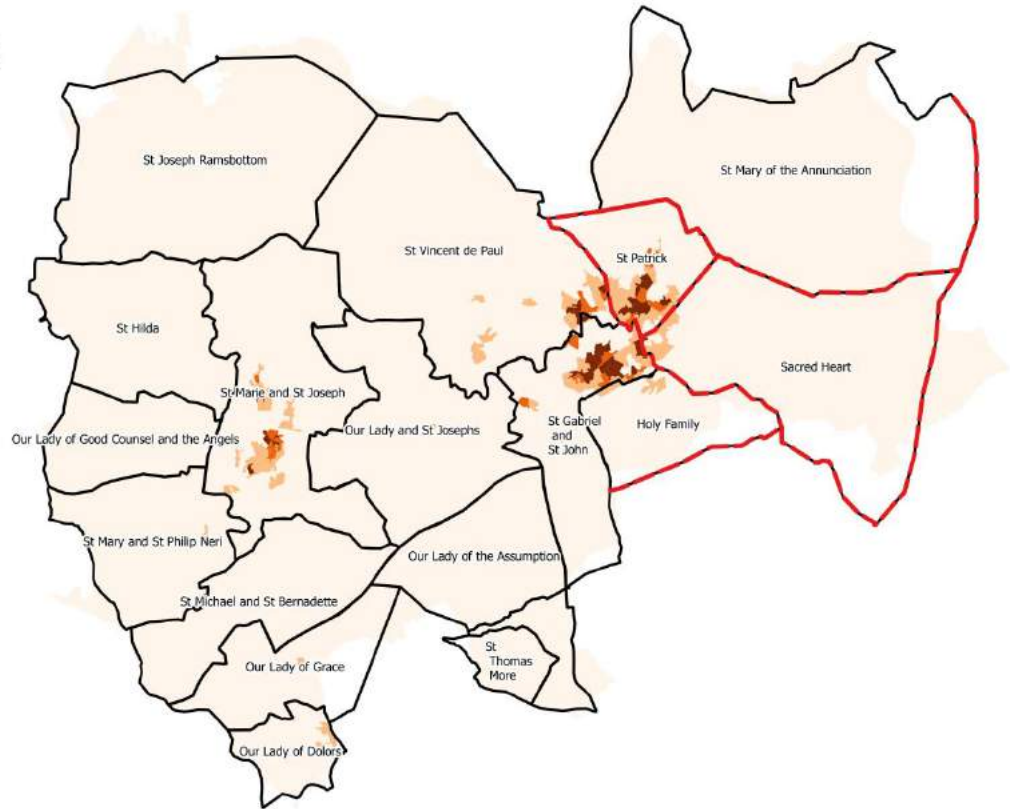 St Joseph Ramsbottom
St Mary of the Annunciation
St Vincent de Paul
St Patrick
St Hilda
Sacred Heart
St Marie and St Joseph
Our Lady of Good Counsel and the Angels
Our Lady and St Josephs
St Gabriel
and
St John
Holy Family
St Mary and St Philip Neri
Our Lady of the Assumption
St Michael and St Bernadette
St
Thomas
More
Our Lady of Grace
Our Lady of Dolors